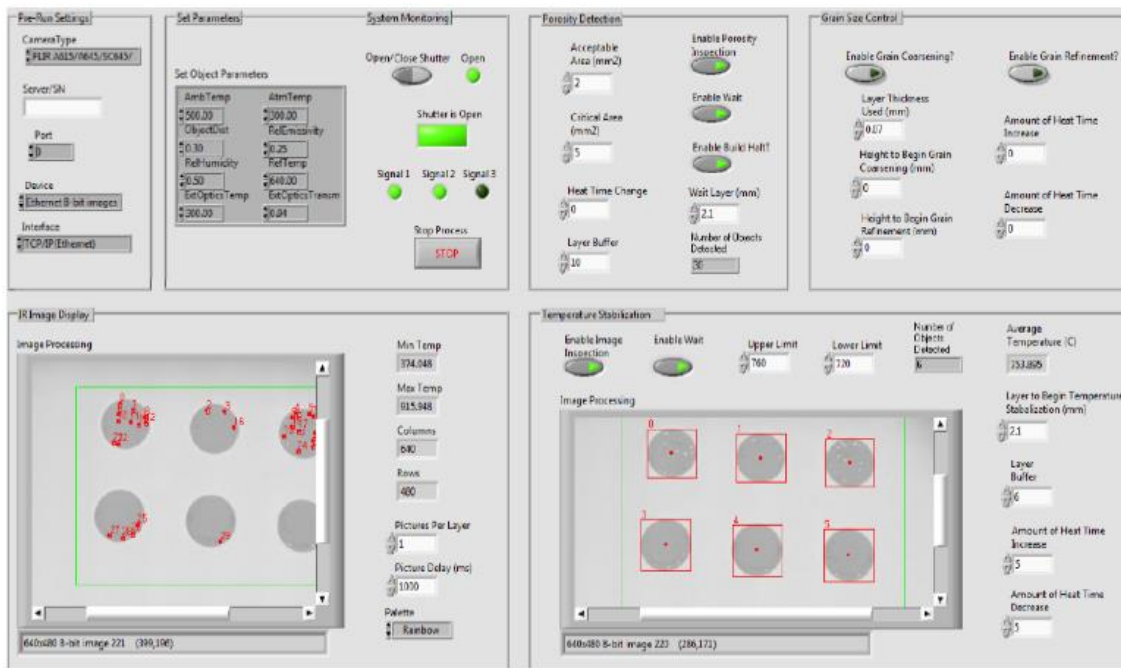 Pre-Run Settings
CameraType
Server/SN
Port
0
Device
Ethernet 8-bit images
Interface
TCP/IP (Ethernet)
Set Parameters
Set Object Parameters
AmbTemp
AtmTemp
500.00
300.00
ObjectDist
RelEmissivity
0.30
0.25
RelHumidity
RefTemp
0.50
640.00
ExtOpticsTemp
ExtOpticsTransm
300.00
0.84
System Monitoring
Open/Close Shutter
Open
Shutter is Open
Signal 1
Signal 2
Signal 3
Stop Process
STOP
Porosity Detection
Acceptable
Area (mm2)
2
Critical Area
(mm2)
5
Heat Time Change
0
Layer Buffer
10
Enable Porosity
Inspection
Enable Wait
Enable Build Halt?
Wait Layer (mm)
2.1
Number of Objects
Detected
30
Grain Size Control
Enable Grain Coarsening?
Layer Thickness
Used (mm)
0.07
Height to Begin Grain
Coarsening (mm)
0
Height to Begin Grain
Refinement (mm)
0
Enable Grain Refinement?
Amount of Heat Time
Increase
0
Amount of Heat Time
Decrease
0
IR Image Display
Image Processing
640x480 8-bit image 221 (399,196)
Min Temp
374.048
Max Temp
915.948
Columns
640
Rows
480
Pictures Per Layer
1
Picture Delay (ms)
1000
Palette
Rainbow
Temperature Stabilization
Enable Image
Inspection
Enable Wait
Upper Limit
760
Lower Limit
720
Number of
Objects
Detected
6
Average
Temperature (C)
753.895
Image Processing
0
1
2
3
4
5
640x480 8-bit image 220 (286,171)
Layer to Begin Temperature
Stabalization (mm)
2.1
Layer
Buffer
6
Amount of Heat Time
Increase
5
Amount of Heat Time
Decrease
5